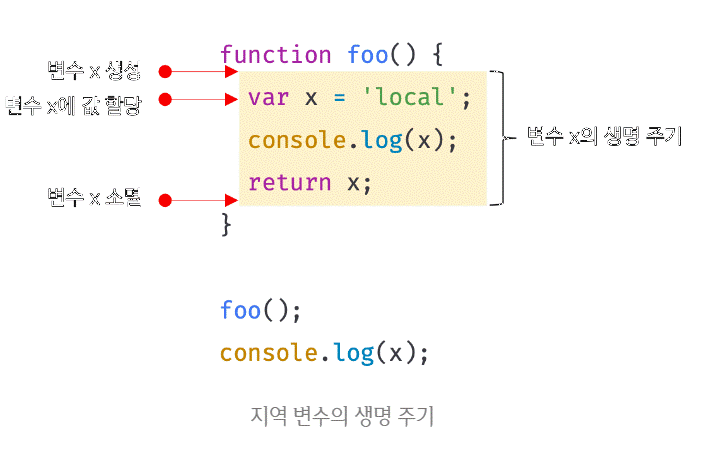 function foo() {
변수 x 생성
변수 x에 값 할당
var x = 'local';
console.log(x);
변수 x의 생명 주기
return x;
변수 x 소멸
}
foo();
console.log(x);
지역 변수의 생명 주기